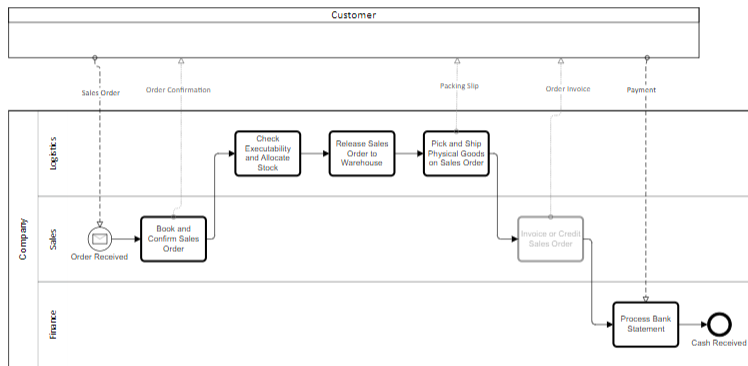 Customer
Sales Order
Order Confirmation
Packing Slip
Order Invoice
Payment
Company
Logistics
Check
Executability
and Allocate
Stock
Release Sales
Order to
Warehouse
Pick and Ship
Physical Goods
on Sales Order
Sales
Order Received
Book and
Confirm Sales
Order
Invoice or Credit
Sales Order
Finance
Process Bank
Statement
Cash Received